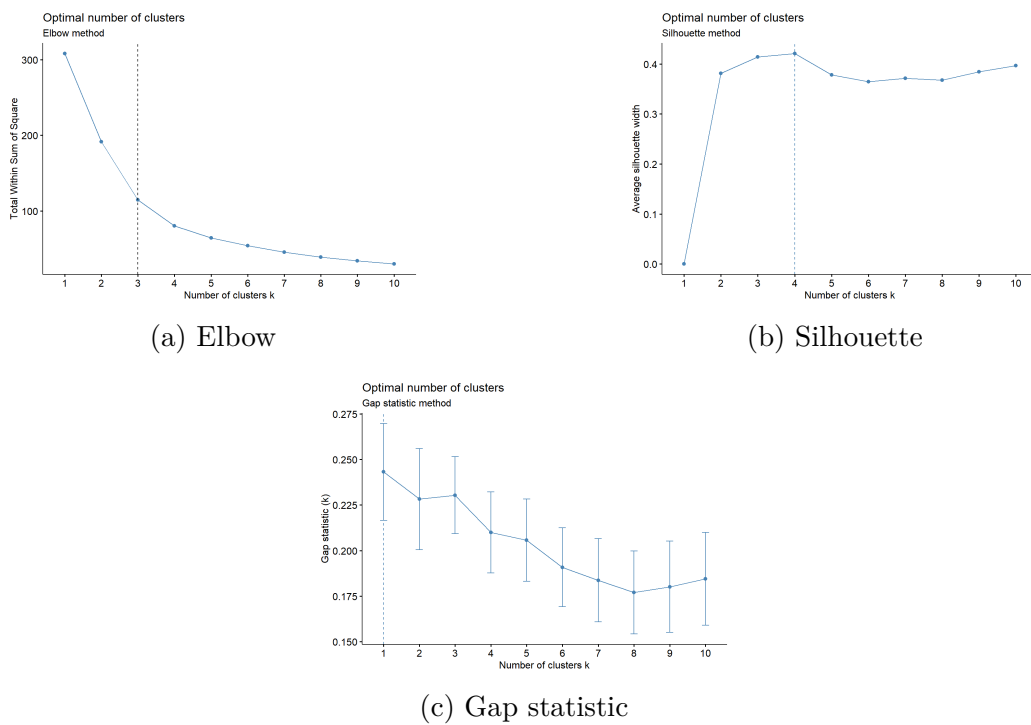 Optimal number of clusters
Elbow method
300
200
100
Total Within Sum of Square
1 2 3 4 5 6 7 8 9 10
Number of clusters k
(a) Elbow
Optimal number of clusters
Silhouette method
0.4
0.3
0.2
0.1
0.0
Average silhouette width
1 2 3 4 5 6 7 8 9 10
Number of clusters k
(b) Silhouette
Optimal number of clusters
Gap statistic method
0.275
0.250
0.225
0.200
0.175
0.150
Gap statistic (k)
1 2 3 4 5 6 7 8 9 10
Number of clusters k
(c) Gap statistic